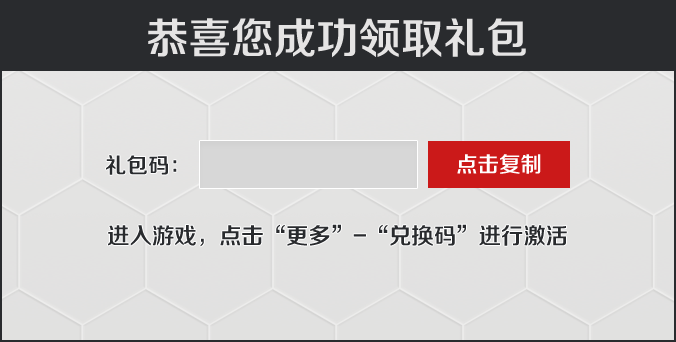 恭喜您成功领取礼包
礼包码： 点击复制
进入游戏，点击“更多”–“兑换码”进行激活